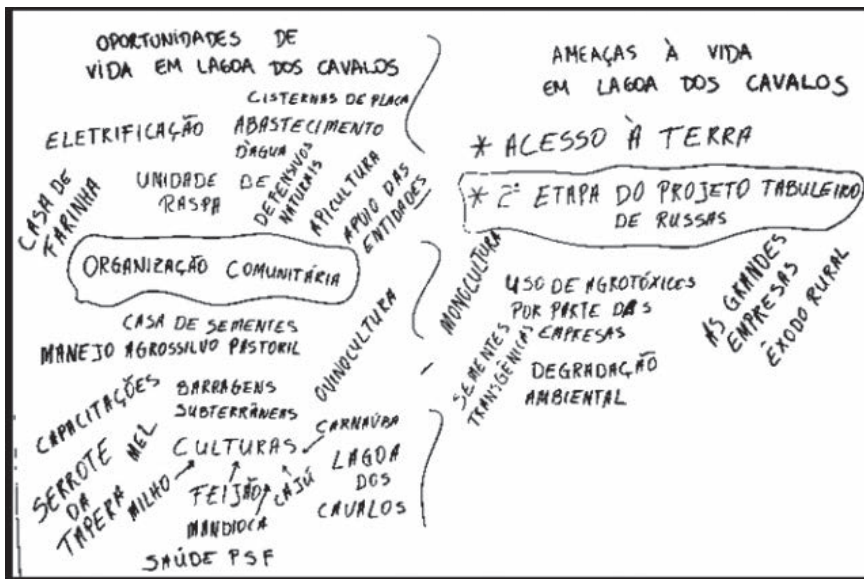 OPORTUNIDADES DE
VIDA EM LAGOA DOS CAVALOS
CISTERNAS DE PLACA
ELETRIFICAÇÃO
ABASTECIMENTO
D'AGUA
CASA DE
FARINHA
UNIDADE DE
RASPA
DEFENSIVOS
NATURAIS
APICULTURA
APOIO DAS
ENTIDADES
ORGANIZAÇÃO COMUNITÁRIA
CASA DE SEMENTES
MANEJO AGROSSILVO PASTORIL
OVINOCULTURA
CAPACITAÇÕES
BARRAGENS
SUBTERRÂNEAS
SERROTE
DA
TAPERA
MEL
CULTURAS
CARNAÚBA
MILHO
FEIJÃO
CAJÚ
MANDIOCA
LAGOA
DOS
CAVALOS
SAÚDE PSF
AMEAÇAS À VIDA
EM LAGOA DOS CAVALOS
* ACESSO À TERRA
* 2ª ETAPA DO PROJETO TABULEIRO
DE RUSSAS
MONOCULTURA
USO DE AGROTÓXICOS
POR PARTE DAS
EMPRESAS
SEMENTES
TRANSGÊNICAS
DEGRADAÇÃO
AMBIENTAL
AS GRANDES
EMPRESAS
ÊXODO RURAL